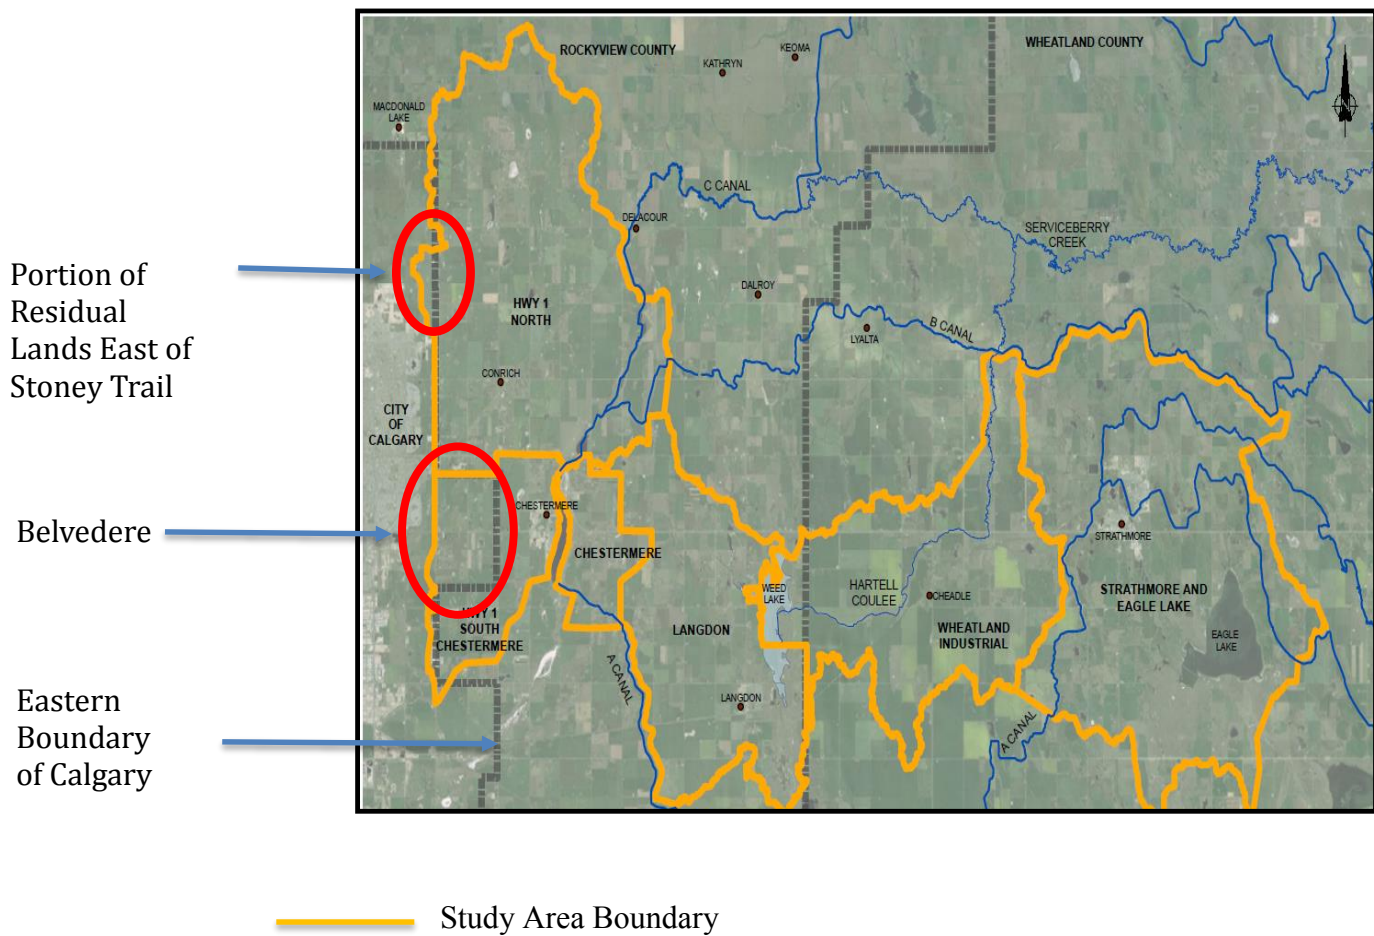 ROCKYVIEW COUNTY
KEOMA
KATHRYN
WHEATLAND COUNTY
MACDONALD
LAKE
N
C CANAL
DELACOUR
SERVICEBERRY
CREEK
Portion of
Residual
Lands East of
Stoney Trail
DALROY
HWY 1
NORTH
B CANAL
LYALTA
CONRICH
CITY
OF
CALGARY
Belvedere
CHESTERMERE
CHESTERMERE
STRATHMORE
WEED
LAKE
HARTELL
COULEE
CHEADLE
STRATHMORE AND
EAGLE LAKE
HWY 1
SOUTH
CHESTERMERE
LANGDON
WHEATLAND
INDUSTRIAL
EAGLE
LAKE
A CANAL
LANGDON
A CANAL
Eastern
Boundary
of Calgary
Study Area Boundary